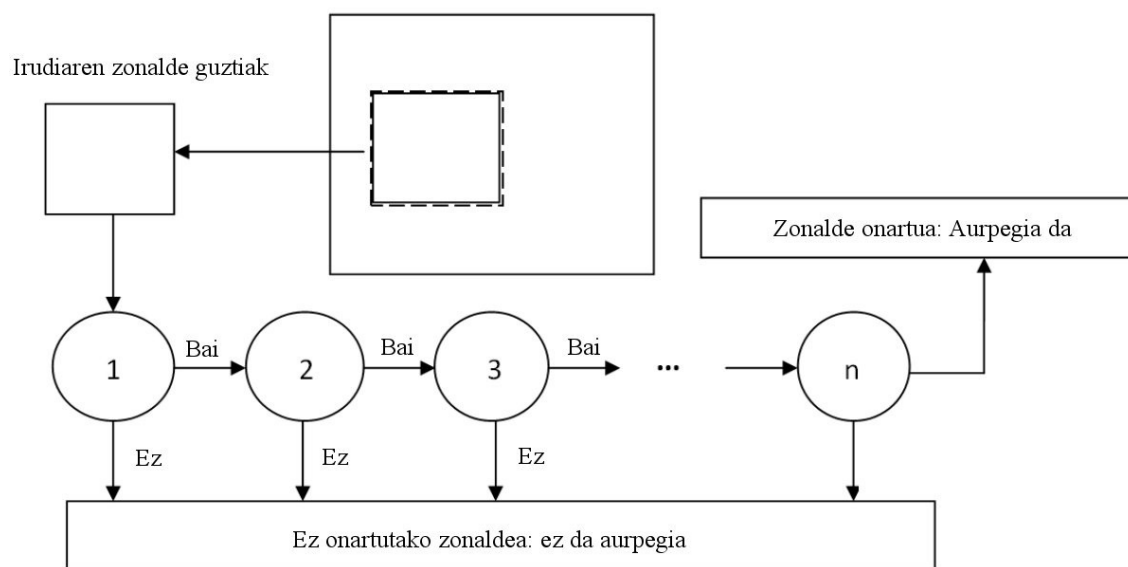 Irudiaren zonalde guztiak
Zonalde onartua: Aurpegia da
1
Bai
2
Bai
3
Bai
...
n
Ez
Ez
Ez
Ez onartutako zonaldea: ez da aurpegia